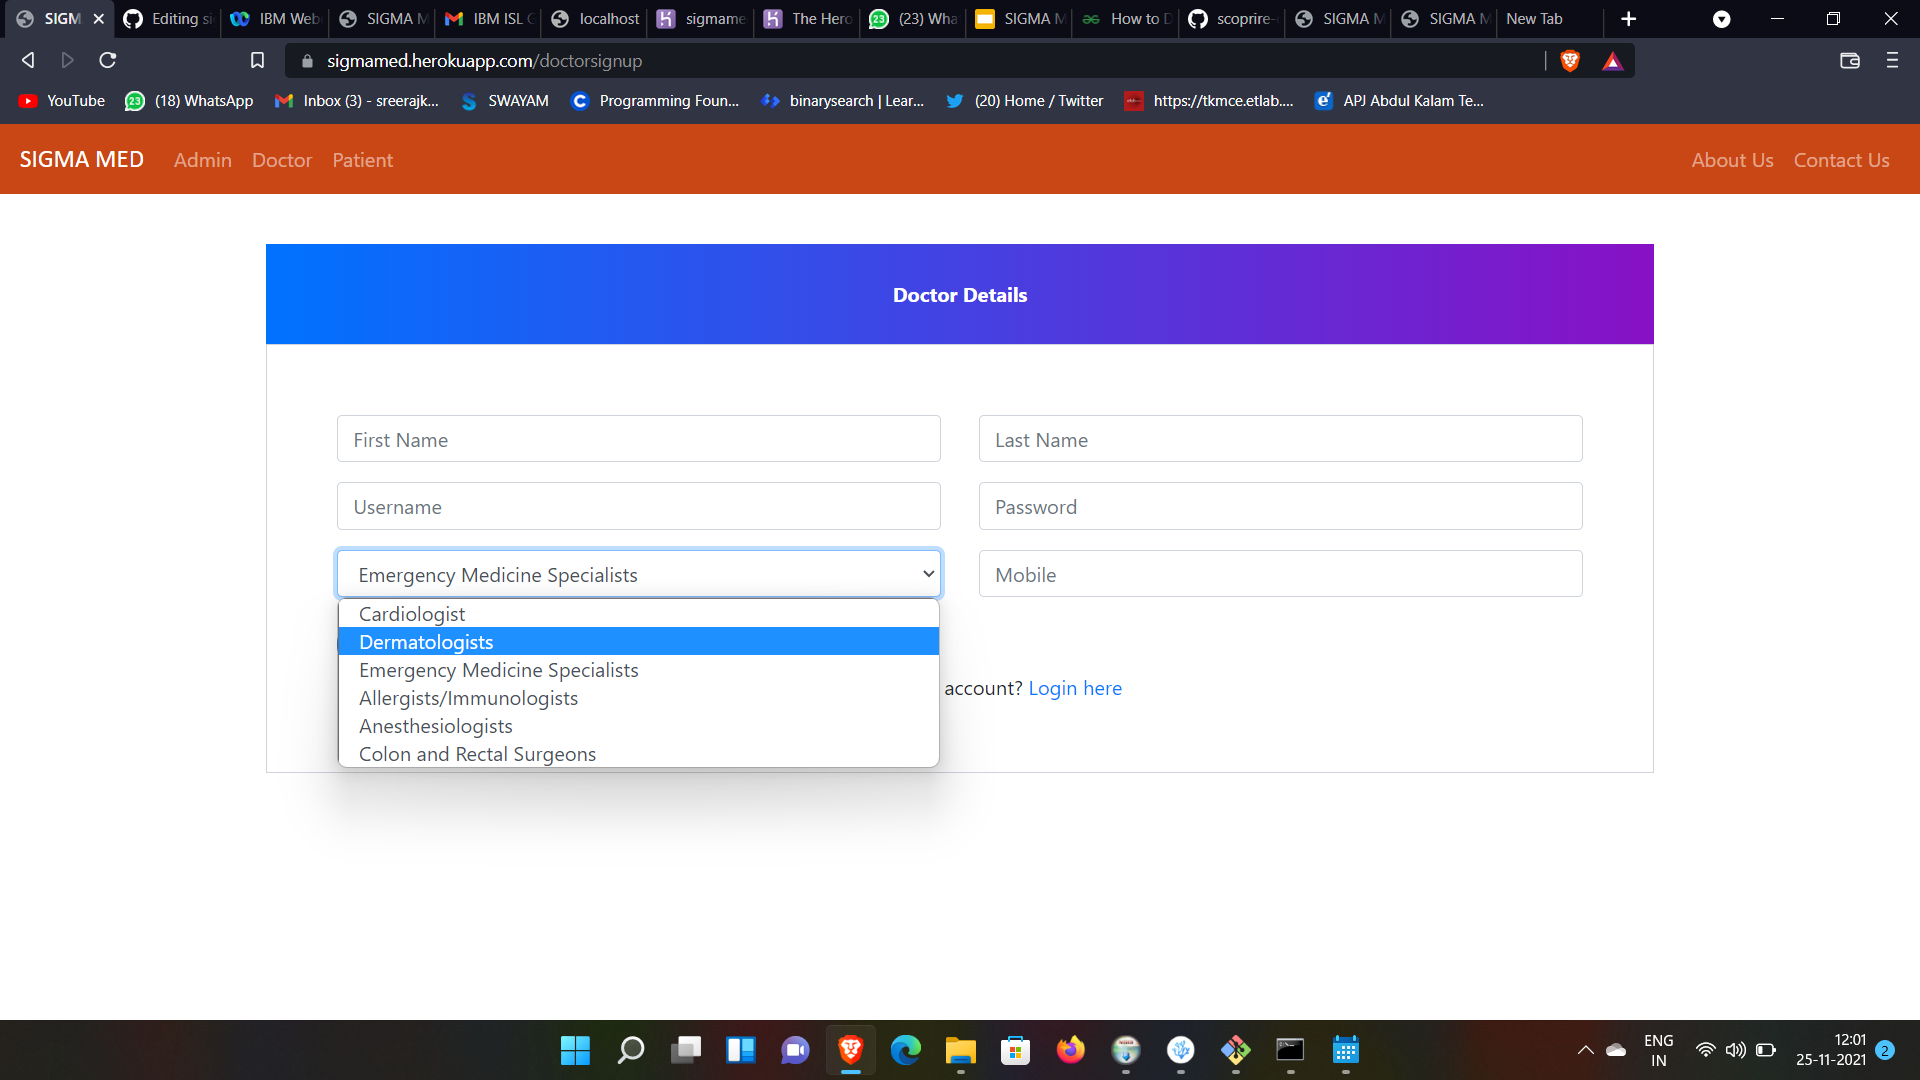 SIGM
Editing si
IBM Web
SIGMA M
IBM ISL
localhost
sigmame
The Hero
(23) Wha
SIGMA M
How to D
scoprire-
SIGMA M
SIGMA M
New Tab
sigmamed.herokuapp.com/doctorsignup
YouTube
(18) WhatsApp
Inbox (3) - sreerajk...
SWAYAM
Programming Foun...
binarysearch | Lear...
(20) Home / Twitter
https://tkmce.etlab....
APJ Abdul Kalam Te...
SIGMA MED Admin Doctor Patient About Us Contact Us
Doctor Details
First Name
Last Name
Username
Password
Emergency Medicine Specialists
Mobile
Cardiologist
Dermatologists
Emergency Medicine Specialists
account? Login here
Allergists/Immunologists
Anesthesiologists
Colon and Rectal Surgeons
ENG
IN
12:01
25-11-2021
2